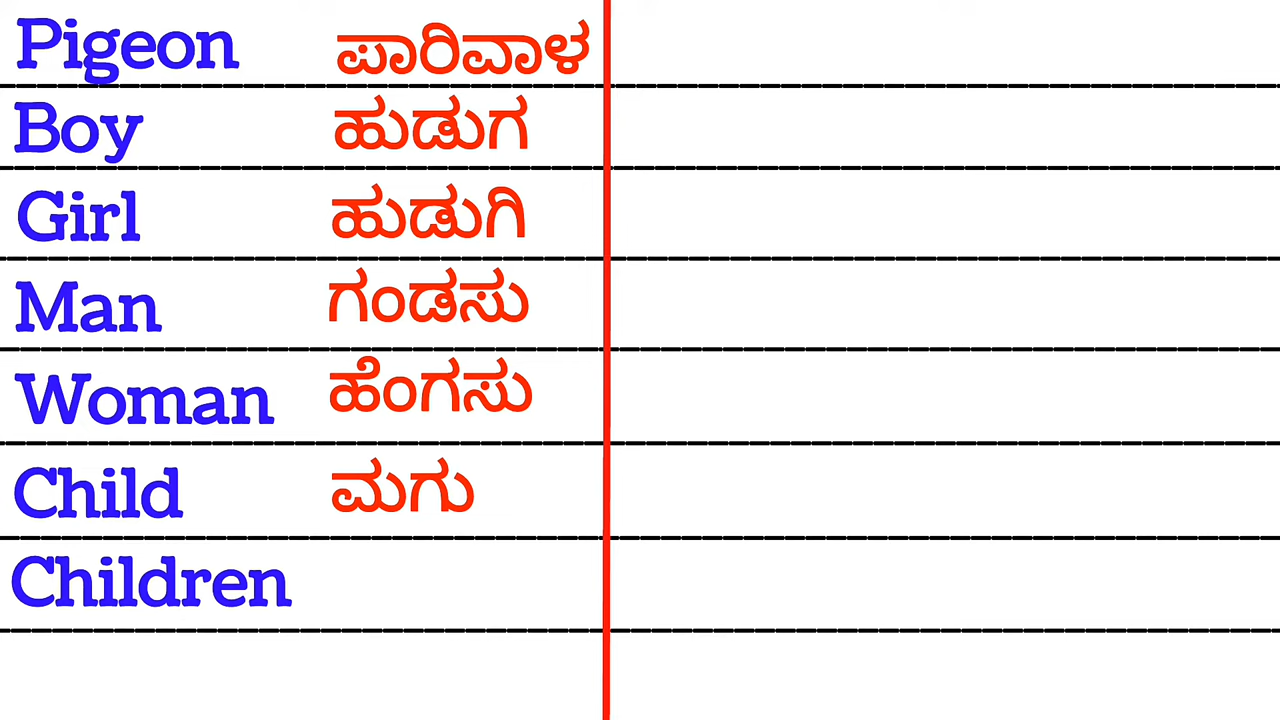 Pigeon ಪಾರಿವಾಳ
Boy ಹುಡುಗ
Girl ಹುಡುಗಿ
Man ಗಂಡಸು
Woman ಹೆಂಗಸು
Child ಮಗು
Children